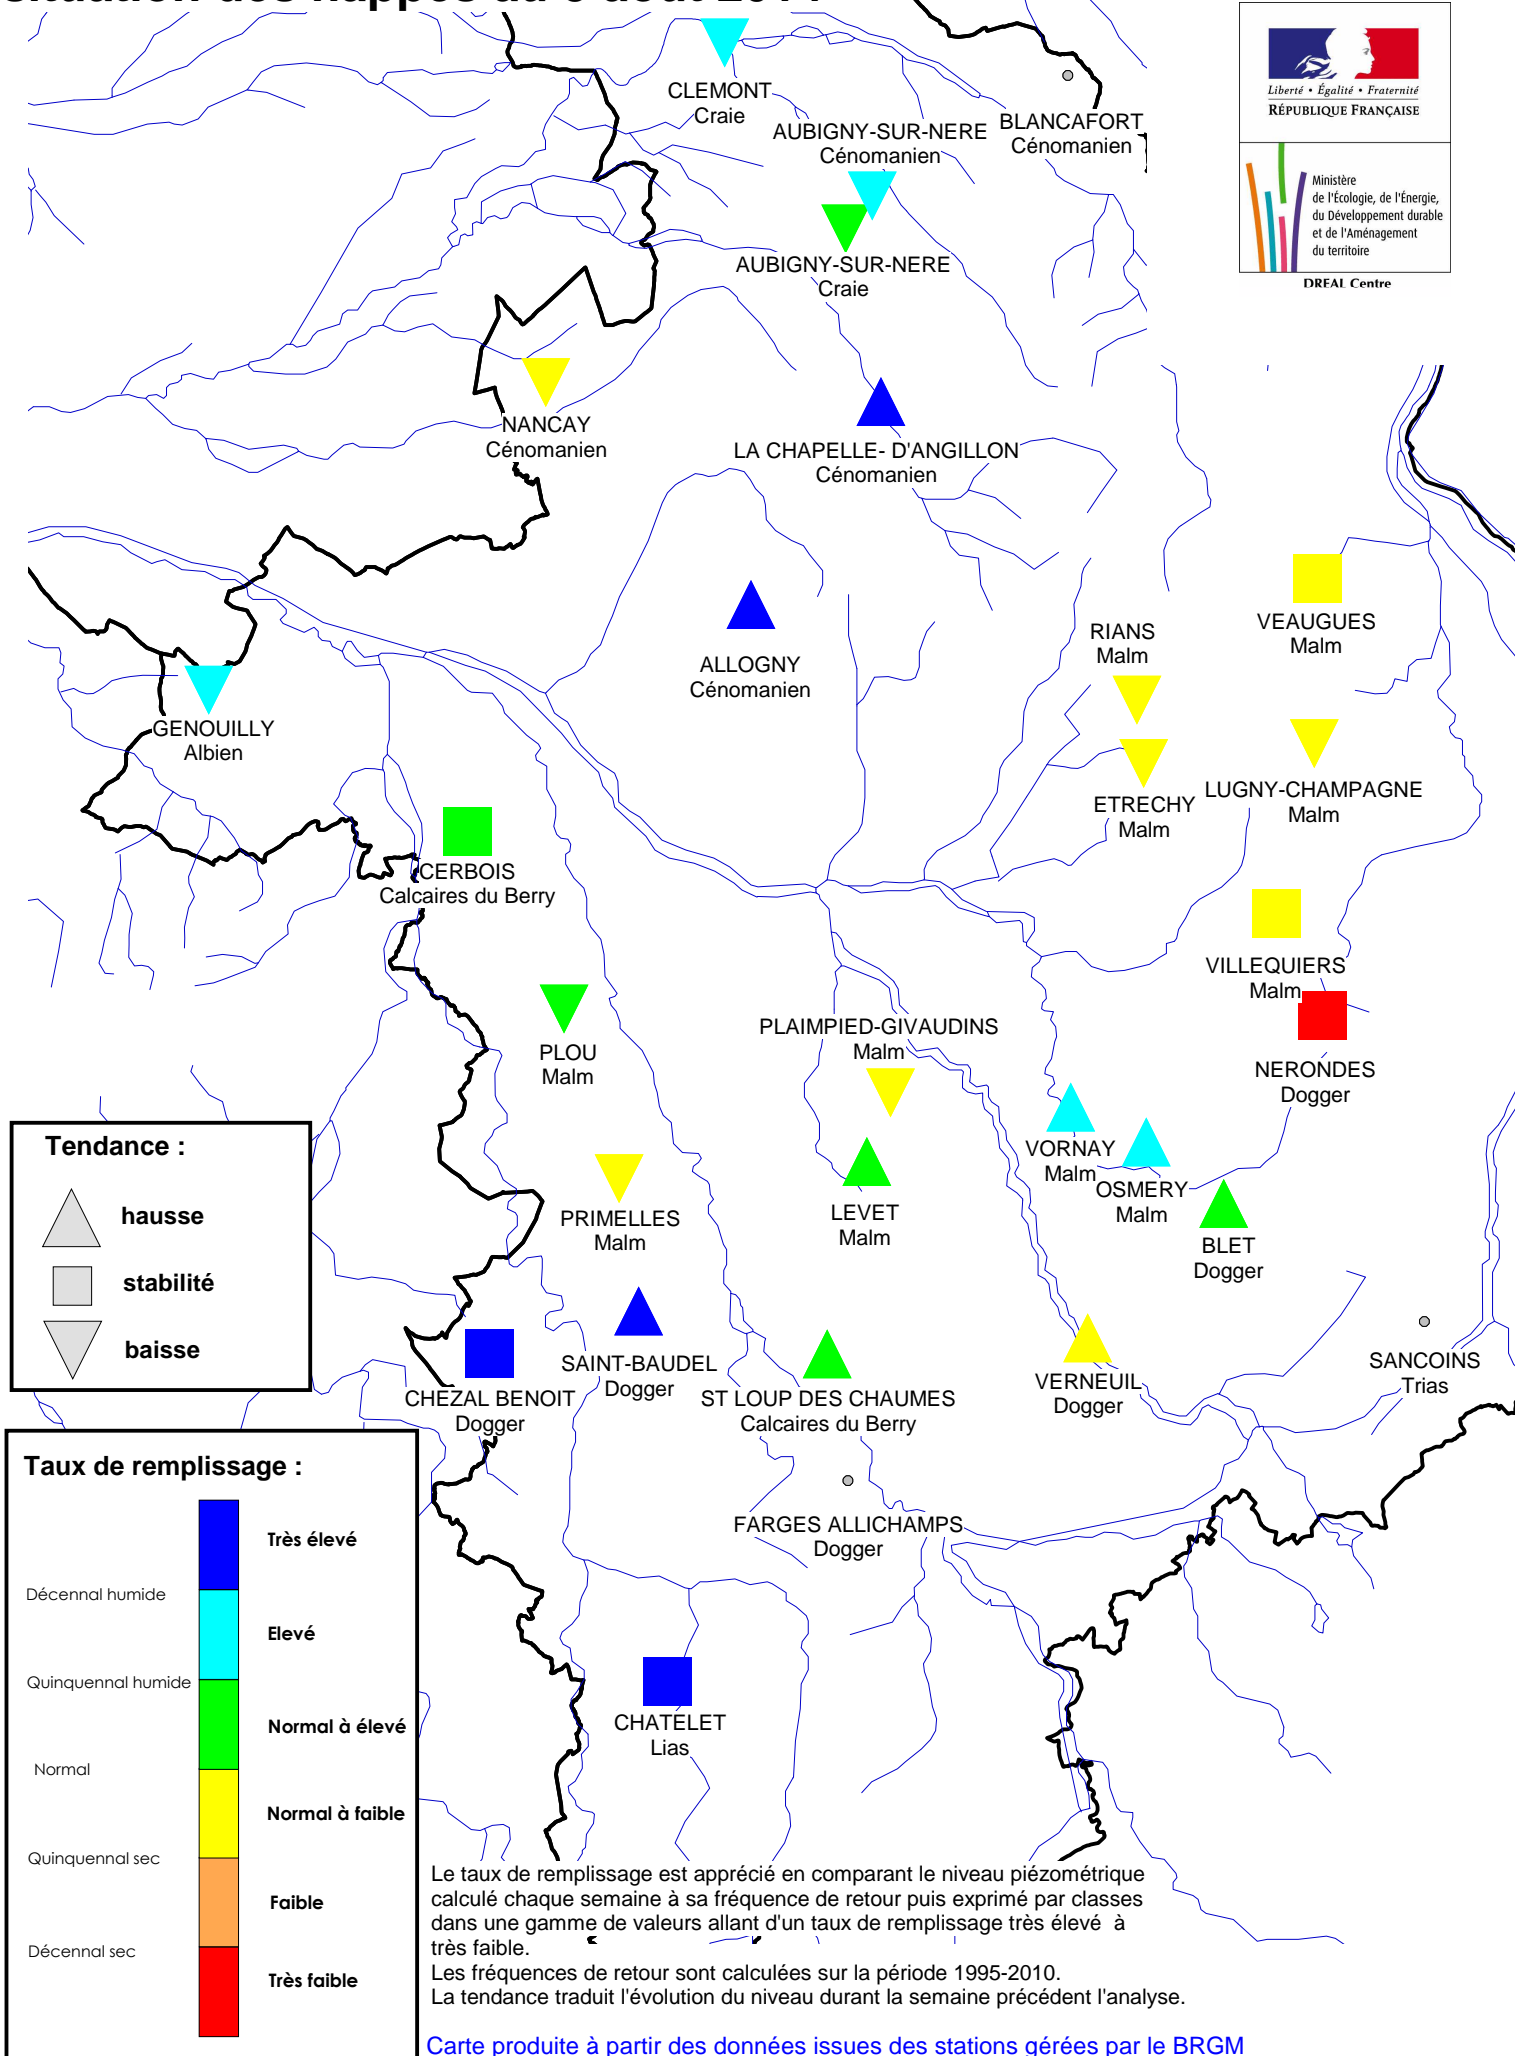 Liberté • Égalité • Fraternité
RÉPUBLIQUE FRANÇAISE
Ministère
de l'Écologie, de l'Énergie,
du Développement durable
et de l'Aménagement
du territoire
DREAL Centre
CLEMONT
Craie
AUBIGNY-SUR-NERE
Cénomanien
BLANCAFORT
Cénomanien
AUBIGNY-SUR-NERE
Craie
NANCAY
Cénomanien
LA CHAPELLE- D'ANGILLON
Cénomanien
VEAUGUES
Malm
RIANS
Malm
ALLOGNY
Cénomanien
GENOUILLY
Albien
ETRECHY
Malm
LUGNY-CHAMPAGNE
Malm
CERBOIS
Calcaires du Berry
VILLEQUIERS
Malm
PLAIMPIED-GIVAUDINS
Malm
PLOU
Malm
NERONDES
Dogger
VORNAY
Malm
OSMERY
Malm
PRIMELLES
Malm
LEVET
Malm
BLET
Dogger
Tendance :
hausse
stabilité
baisse
SAINT-BAUDEL
Dogger
CHEZAL BENOIT
Dogger
ST LOUP DES CHAUMES
Calcaires du Berry
VERNEUIL
Dogger
SANCOINS
Trias
FARGES ALLICHAMPS
Dogger
CHATELET
Lias
Taux de remplissage :
Très élevé
Décennal humide
Elevé
Quinquennal humide
Normal à élevé
Normal
Normal à faible
Quinquennal sec
Faible
Décennal sec
Très faible
Le taux de remplissage est apprécié en comparant le niveau piézométrique
calculé chaque semaine à sa fréquence de retour puis exprimé par classes
dans une gamme de valeurs allant d'un taux de remplissage très élevé à
très faible.
Les fréquences de retour sont calculées sur la période 1995-2010.
La tendance traduit l'évolution du niveau durant la semaine précédent l'analyse.
Carte produite à partir des données issues des stations gérées par le BRGM